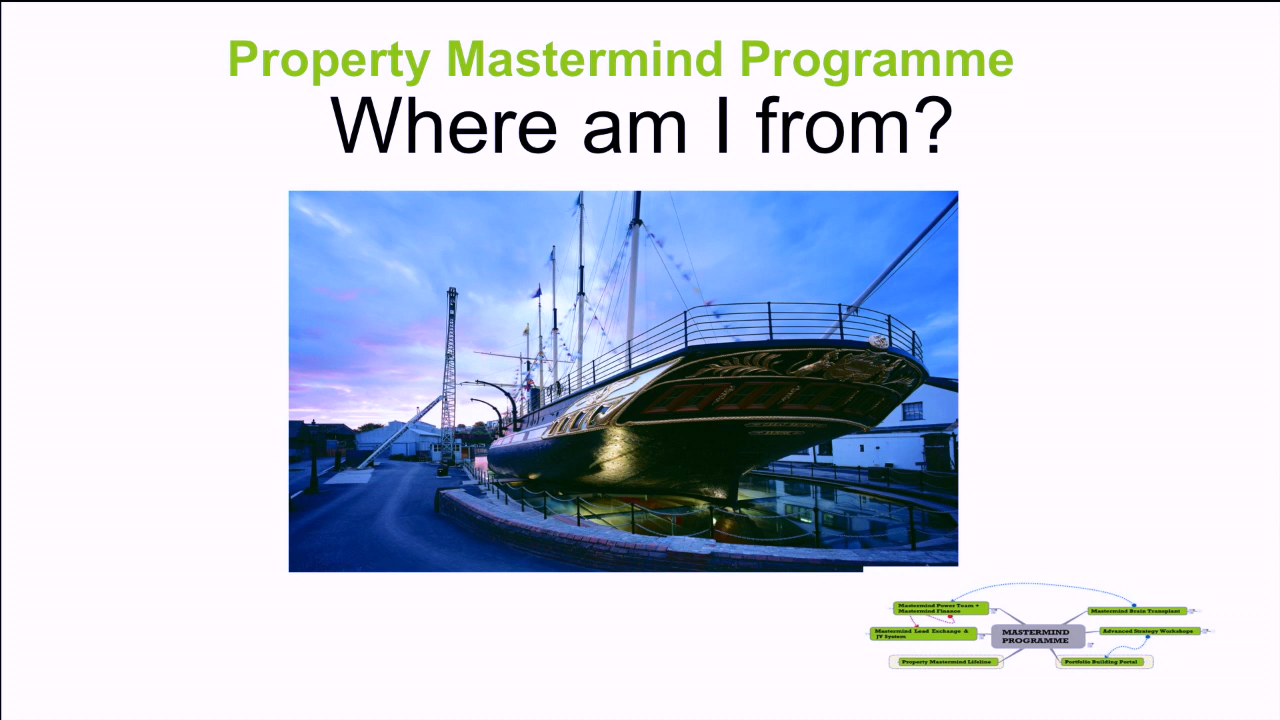 Property Mastermind Programme
Where am I from?
Mastermind Power Team +
Mastermind Finance
Mastermind Brain Transplant
Mastermind Lead Exchange &
JV System
MASTERMIND
PROGRAMME
Advanced Strategy Workshops
Property Mastermind Lifeline
Portfolio Building Portal